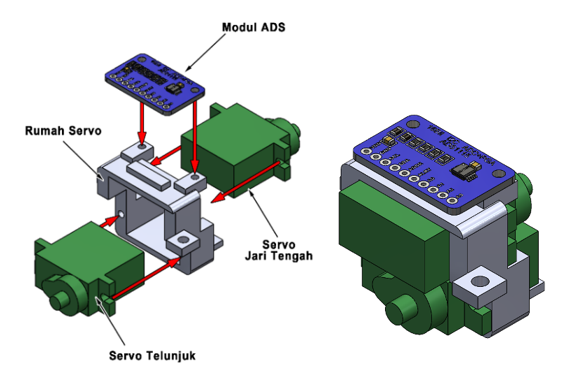 Modul ADS
Rumah Servo
Servo
Jari Tengah
Servo Telunjuk